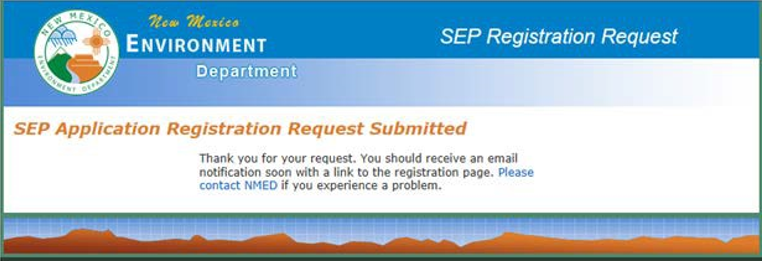 NEW MEXICO
ENVIRONMENT DEPARTMENT
New Mexico
ENVIRONMENT
Department
SEP Registration Request
SEP Application Registration Request Submitted
Thank you for your request. You should receive an email
notification soon with a link to the registration page. Please
contact NMED if you experience a problem.